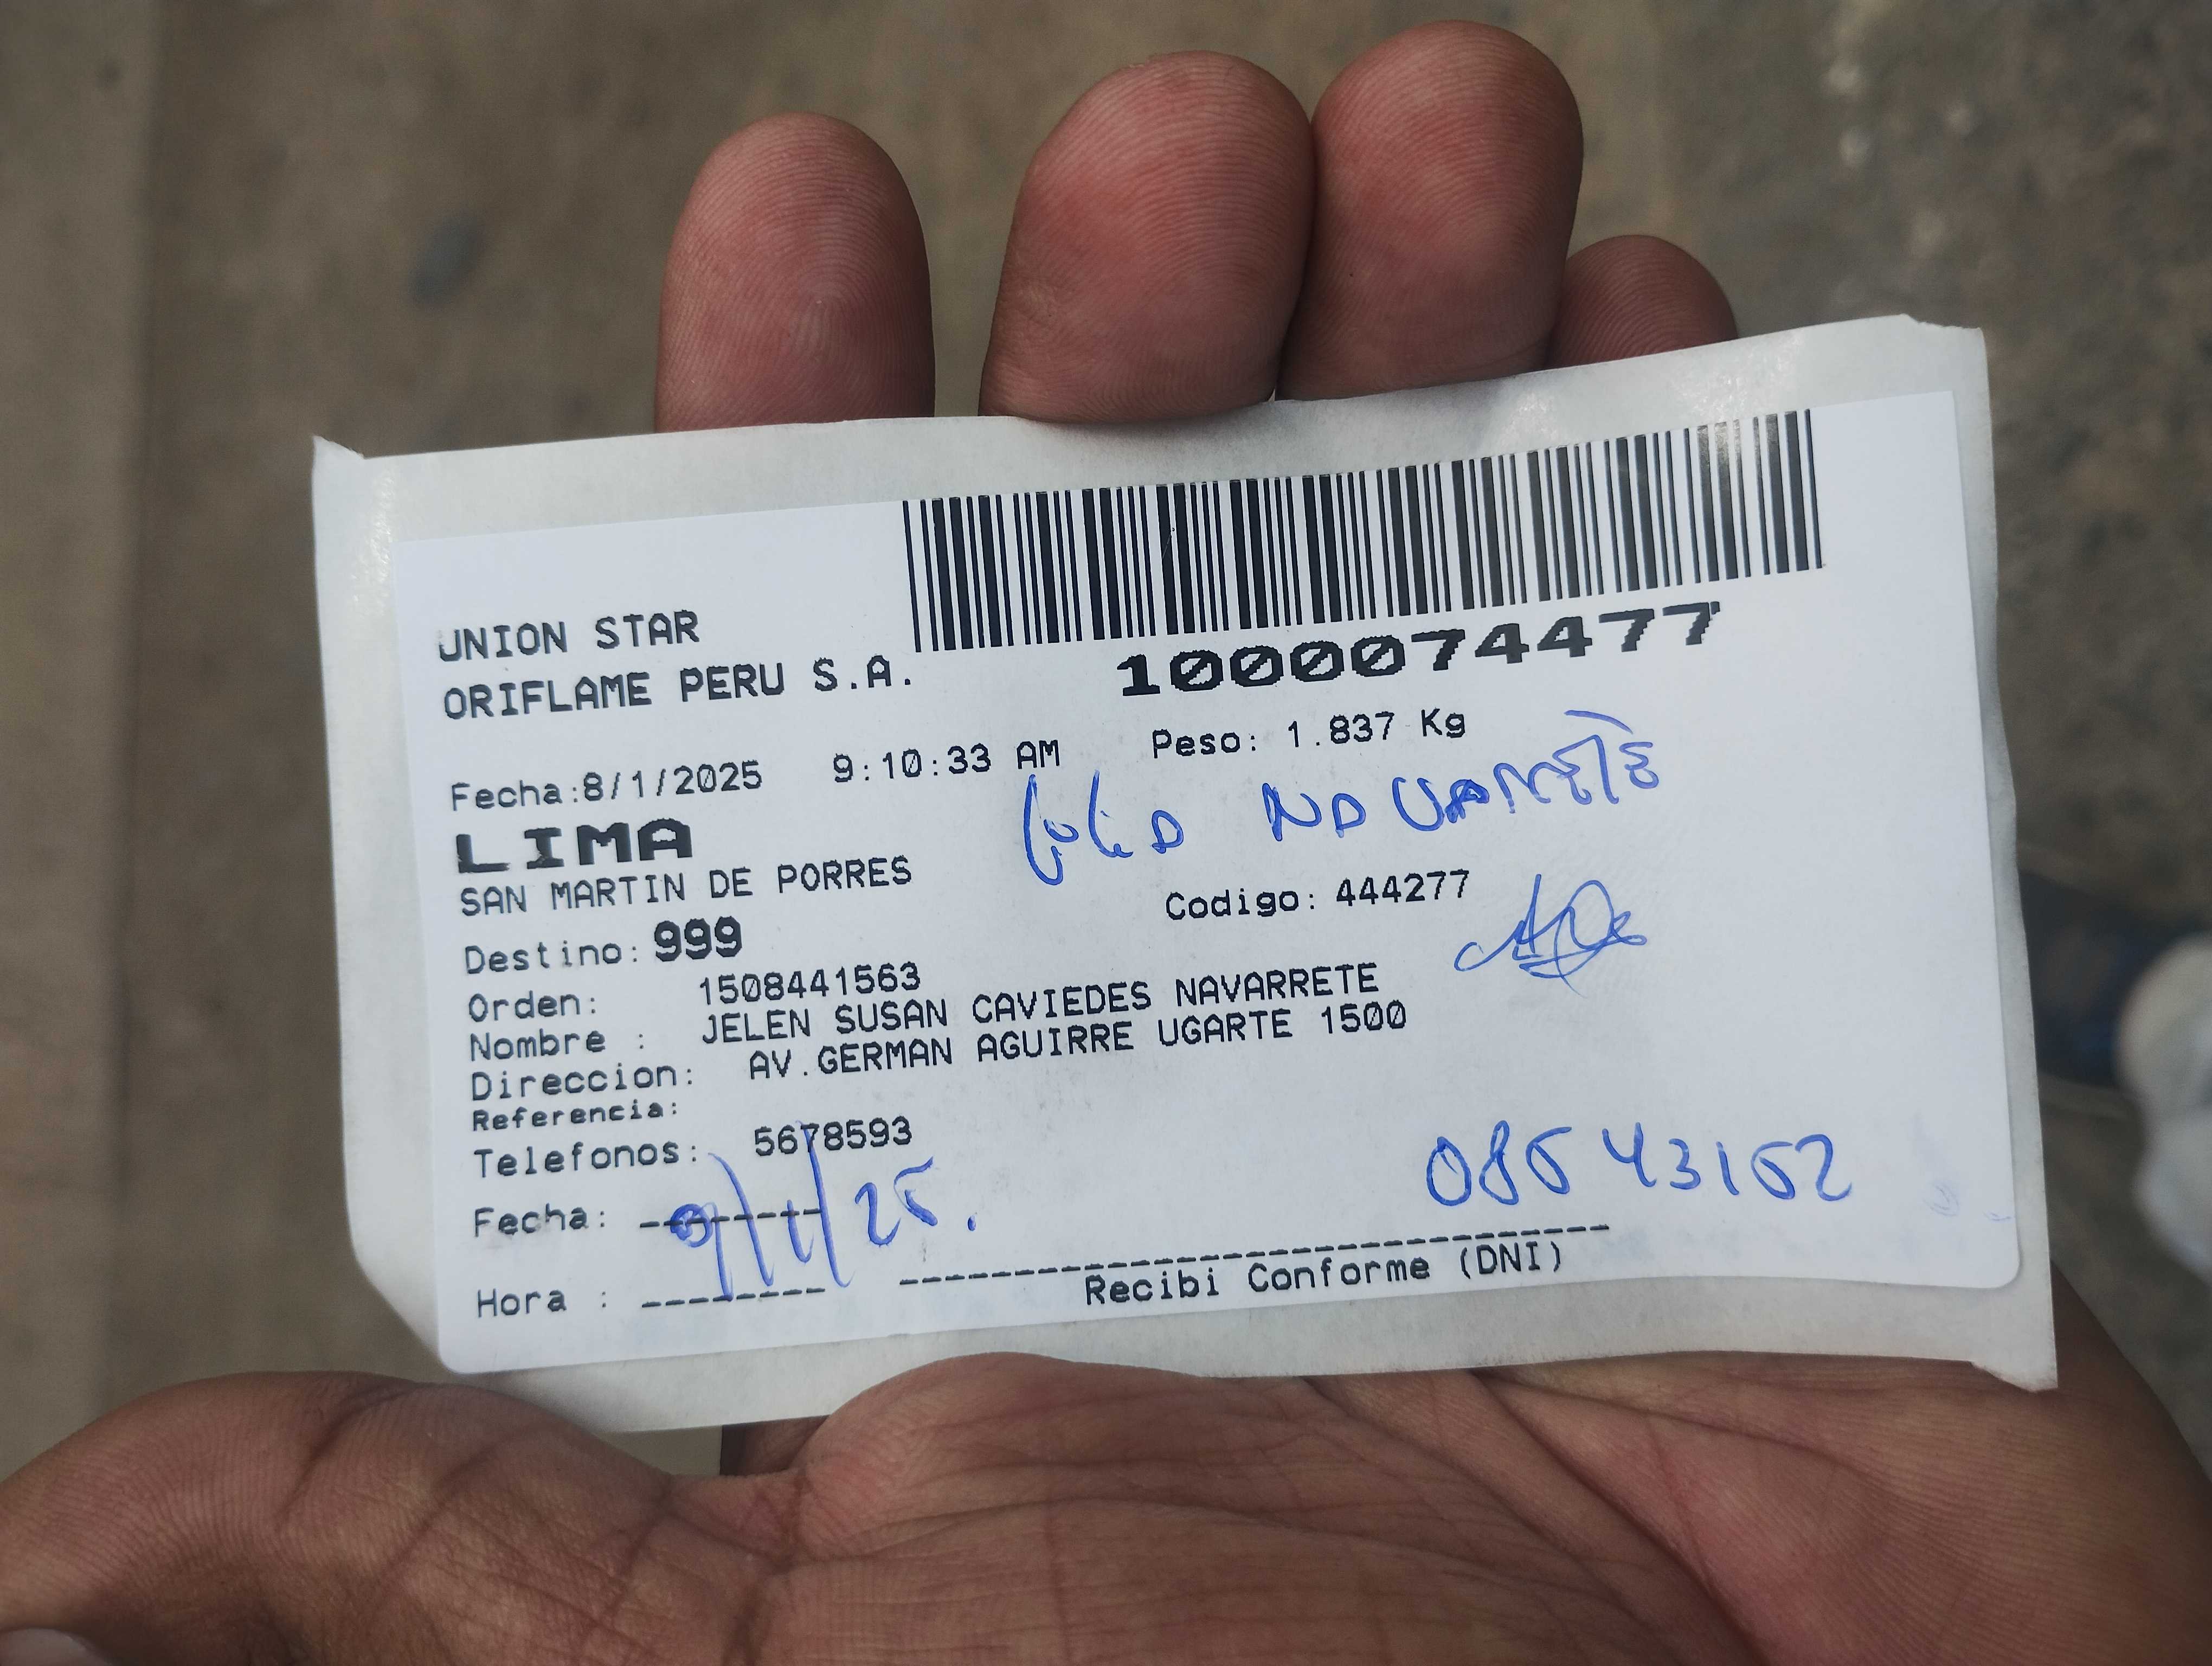 UNION STAR
ORIFLAME PERU S.A.
1000074477
Fecha:8/1/2025 9:10:33 AM Peso: 1.837 Kg
LIMA
NAVARRETE
SAN MARTIN DE PORRES
Codigo: 444277
Destino: 999
Orden: 1508441563
Nombre : JELEN SUSAN CAVIEDES NAVARRETE
Direccion: AV.GERMAN AGUIRRE UGARTE 1500
Referencia:
Telefonos: 5678593
08543152
Fecha: 9/1/25.
Hora :
Recibi Conforme (DNI)